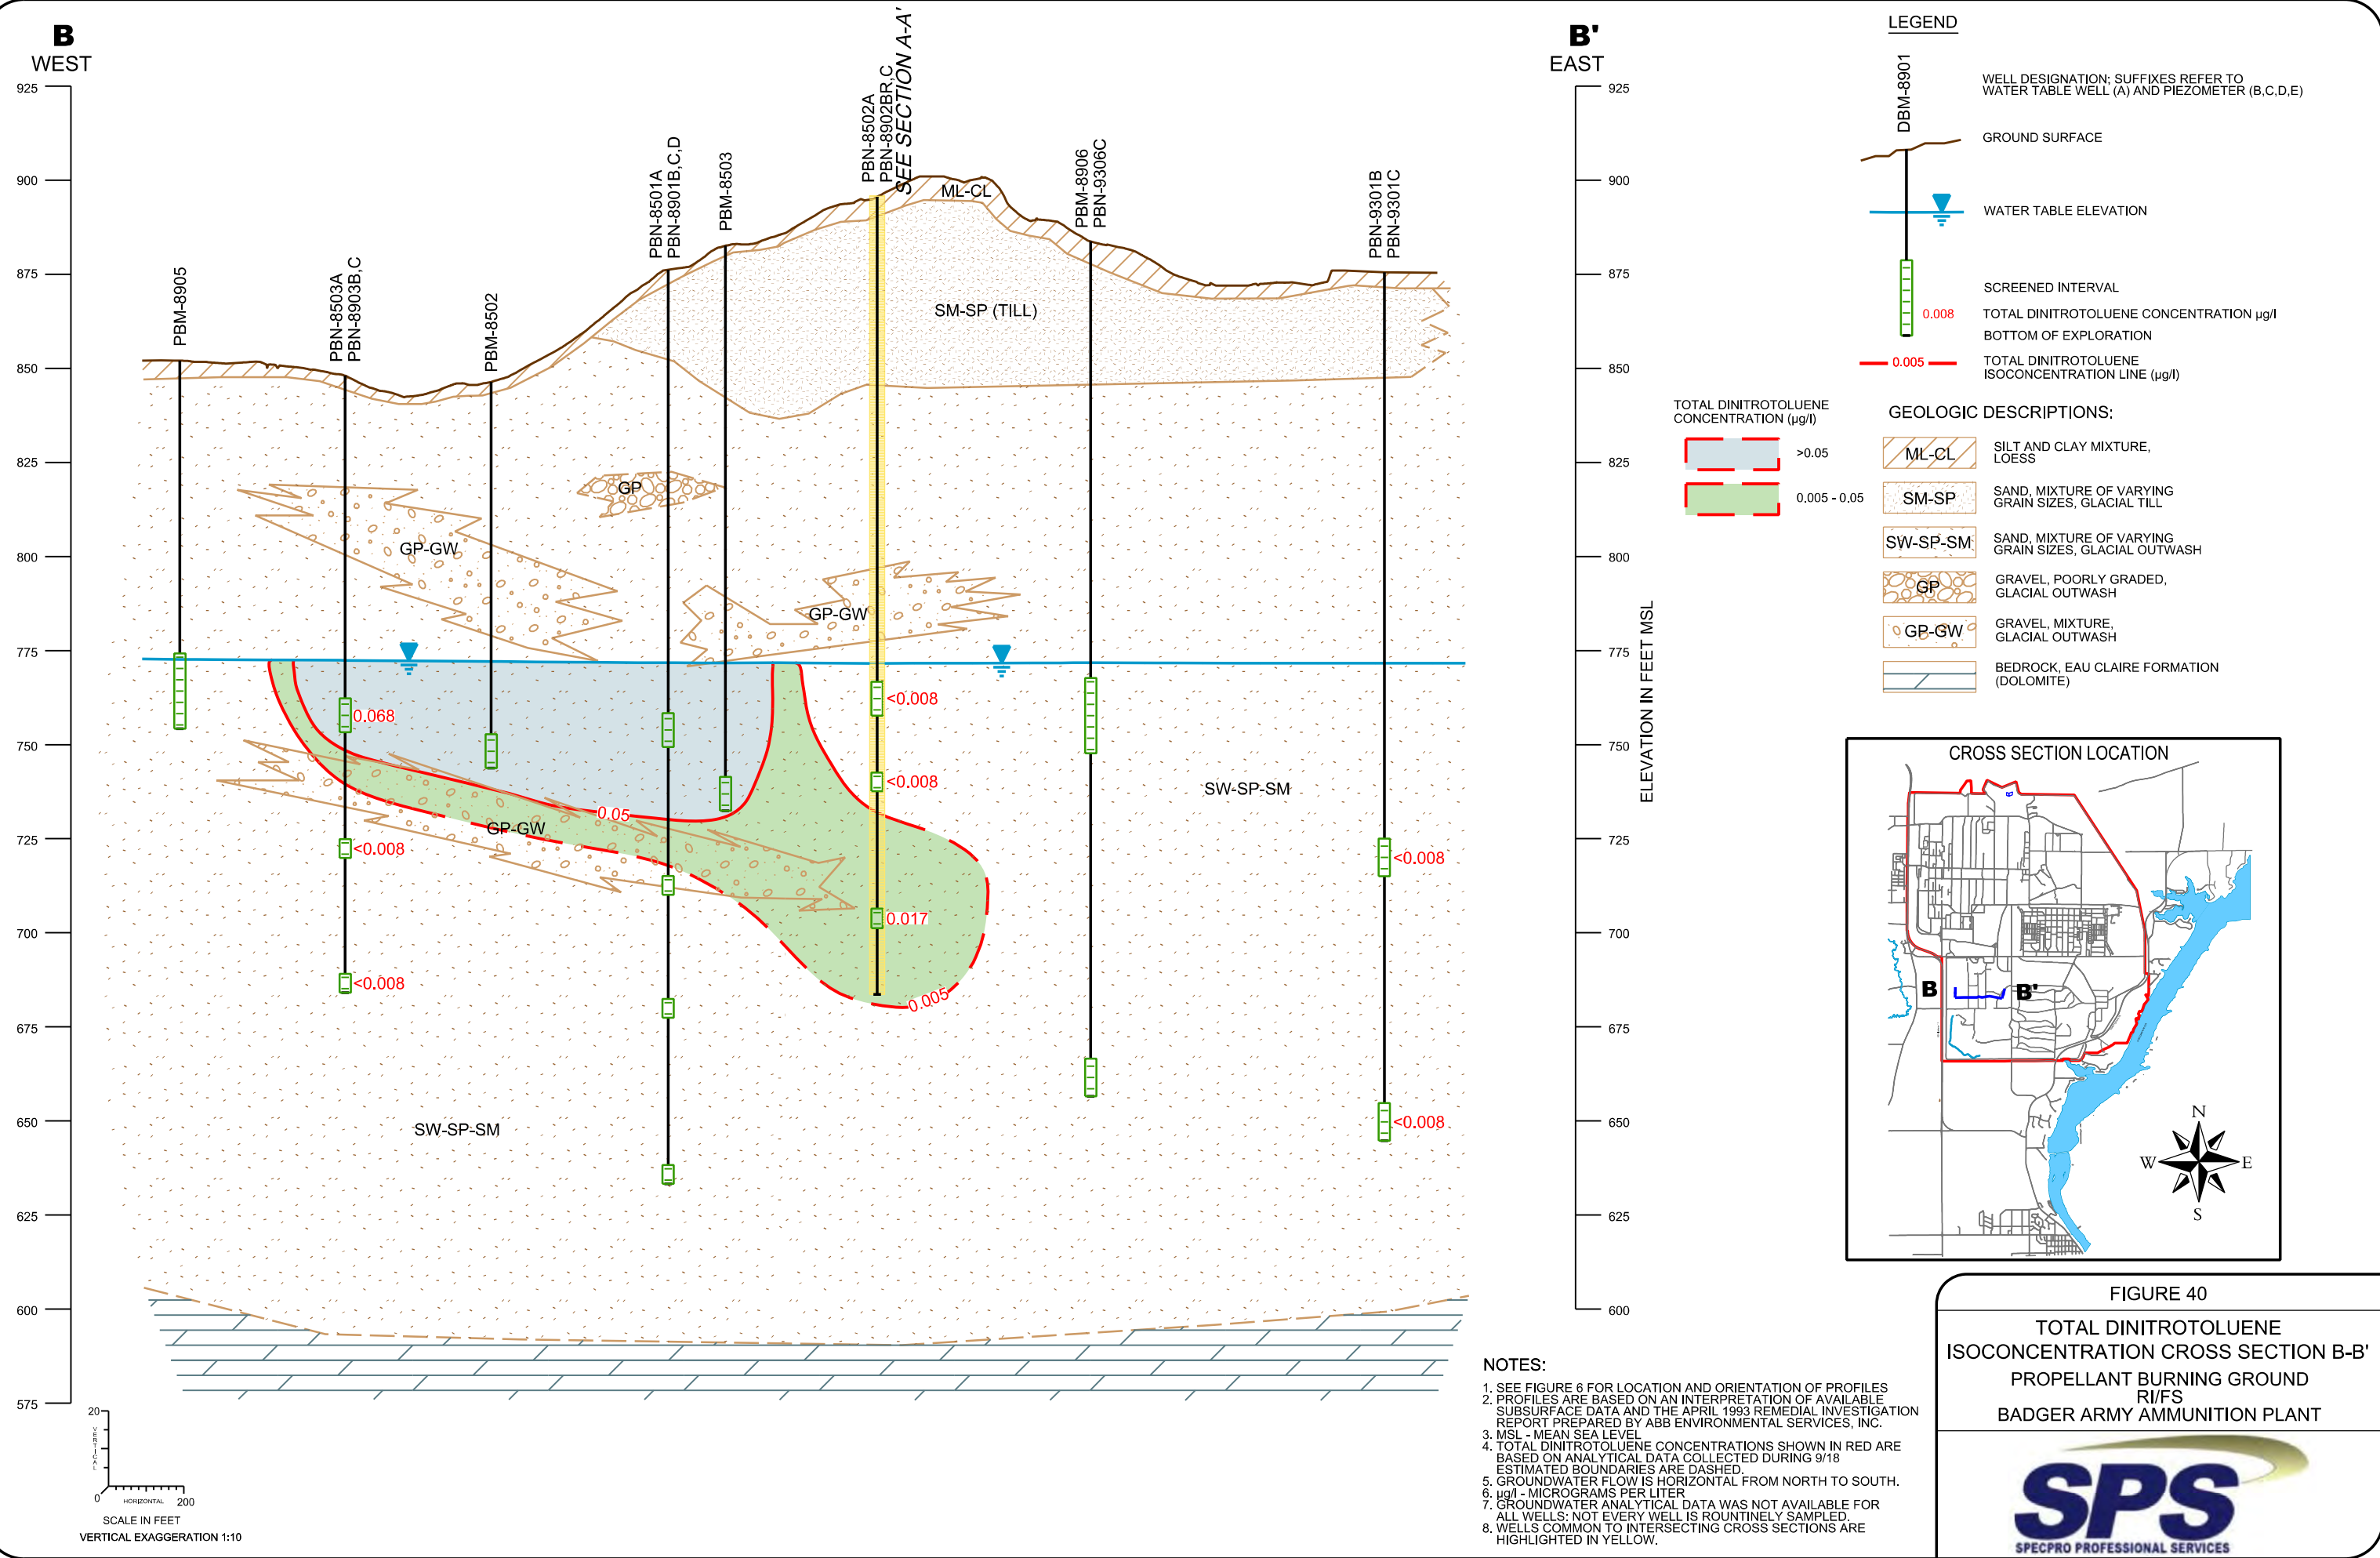 B
WEST
B'
EAST
925
900
875
850
825
800
775
750
725
700
675
650
625
600
575
PBM-8905
PBN-8503A
PBN-8903B,C
PBM-8502
PBN-8501A
PBN-8901B,C,D
PBM-8503
PBN-8502A
PBN-8902BR,C
SEE SECTION A-A'
PBM-8906
PBN-9306C
PBN-9301B
PBN-9301C
ML-CL
SM-SP (TILL)
GP
GP-GW
GP-GW
0.068
<0.008
<0.008
SW-SP-SM
0.05
GP-GW
<0.008
<0.008
0.017
0.005
<0.008
<0.008
SW-SP-SM
925
900
875
850
825
800
775
750
725
700
675
650
625
600
ELEVATION IN FEET MSL
20
VERTICAL
0
HORIZONTAL
200
SCALE IN FEET
VERTICAL EXAGGERATION 1:10
LEGEND
DBM-8901
WELL DESIGNATION; SUFFIXES REFER TO
WATER TABLE WELL (A) AND PIEZOMETER (B,C,D,E)
GROUND SURFACE
WATER TABLE ELEVATION
SCREENED INTERVAL
0.008
TOTAL DINITROTOLUENE CONCENTRATION µg/l
BOTTOM OF EXPLORATION
0.005
TOTAL DINITROTOLUENE
ISOCONCENTRATION LINE (µg/l)
TOTAL DINITROTOLUENE
CONCENTRATION (µg/l)
>0.05
0.005 - 0.05
GEOLOGIC DESCRIPTIONS:
ML-CL
SILT AND CLAY MIXTURE,
LOESS
SM-SP
SAND, MIXTURE OF VARYING
GRAIN SIZES, GLACIAL TILL
SW-SP-SM
SAND, MIXTURE OF VARYING
GRAIN SIZES, GLACIAL OUTWASH
GP
GRAVEL, POORLY GRADED,
GLACIAL OUTWASH
GP-GW
GRAVEL, MIXTURE,
GLACIAL OUTWASH
BEDROCK, EAU CLAIRE FORMATION
(DOLOMITE)
CROSS SECTION LOCATION
B
B'
N
W
E
S
NOTES:
1. SEE FIGURE 6 FOR LOCATION AND ORIENTATION OF PROFILES
2. PROFILES ARE BASED ON AN INTERPRETATION OF AVAILABLE
SUBSURFACE DATA AND THE APRIL 1993 REMEDIAL INVESTIGATION
REPORT PREPARED BY ABB ENVIRONMENTAL SERVICES, INC.
3. MSL - MEAN SEA LEVEL
4. TOTAL DINITROTOLUENE CONCENTRATIONS SHOWN IN RED ARE
BASED ON ANALYTICAL DATA COLLECTED DURING 9/18
ESTIMATED BOUNDARIES ARE DASHED.
5. GROUNDWATER FLOW IS HORIZONTAL FROM NORTH TO SOUTH.
6. µg/l - MICROGRAMS PER LITER
7. GROUNDWATER ANALYTICAL DATA WAS NOT AVAILABLE FOR
ALL WELLS: NOT EVERY WELL IS ROUNTINELY SAMPLED.
8. WELLS COMMON TO INTERSECTING CROSS SECTIONS ARE
HIGHLIGHTED IN YELLOW.
FIGURE 40
TOTAL DINITROTOLUENE
ISOCONCENTRATION CROSS SECTION B-B'
PROPELLANT BURNING GROUND
RI/FS
BADGER ARMY AMMUNITION PLANT
SPS
SPECPRO PROFESSIONAL SERVICES